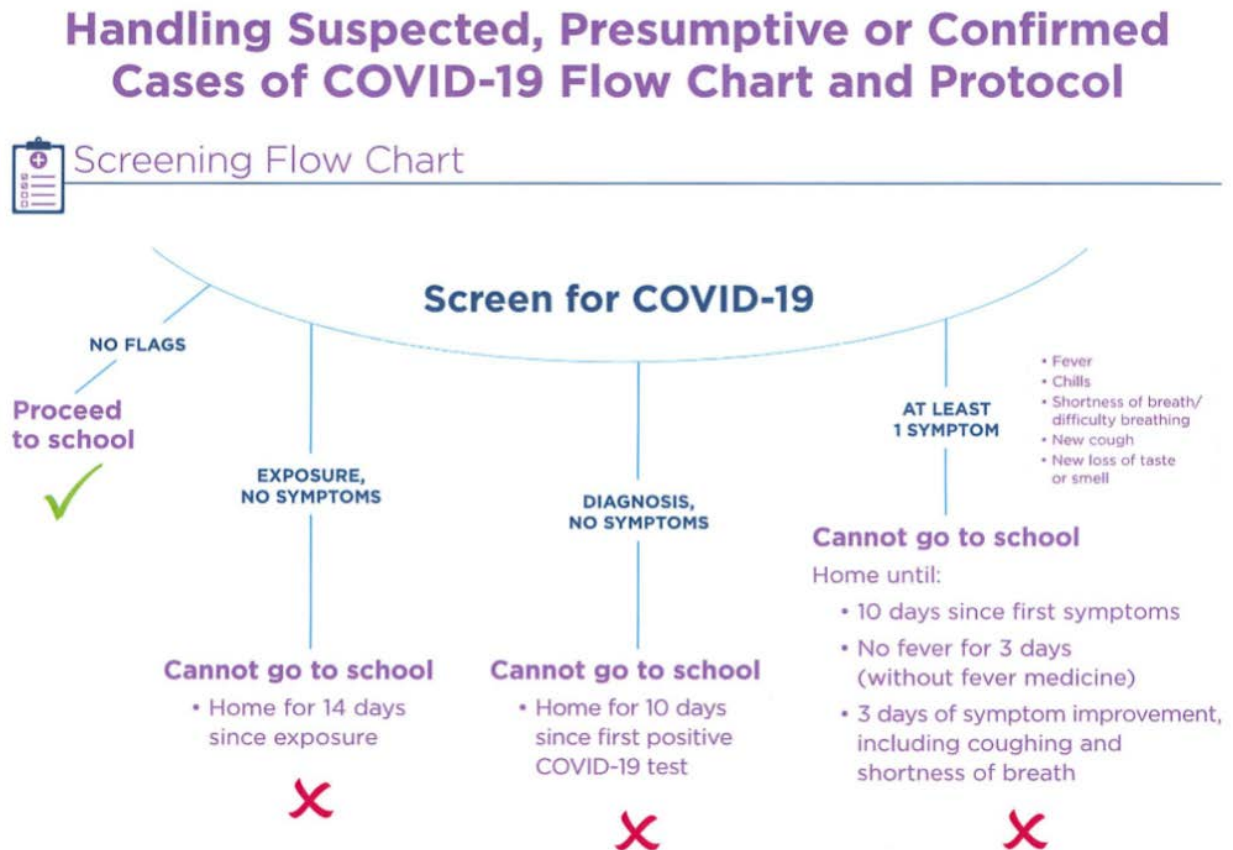 Handling Suspected, Presumptive or Confirmed
Cases of COVID-19 Flow Chart and Protocol
Screening Flow Chart
Screen for COVID-19
NO FLAGS
Proceed
to school
EXPOSURE,
NO SYMPTOMS
Cannot go to school
• Home for 14 days
since exposure
DIAGNOSIS,
NO SYMPTOMS
Cannot go to school
• Home for 10 days
since first positive
COVID-19 test
AT LEAST
1 SYMPTOM
• Fever
• Chills
• Shortness of breath/
difficulty breathing
• New cough
• New loss of taste
or smell
Cannot go to school
Home until:
• 10 days since first symptoms
• No fever for 3 days
(without fever medicine)
• 3 days of symptom improvement,
including coughing and
shortness of breath